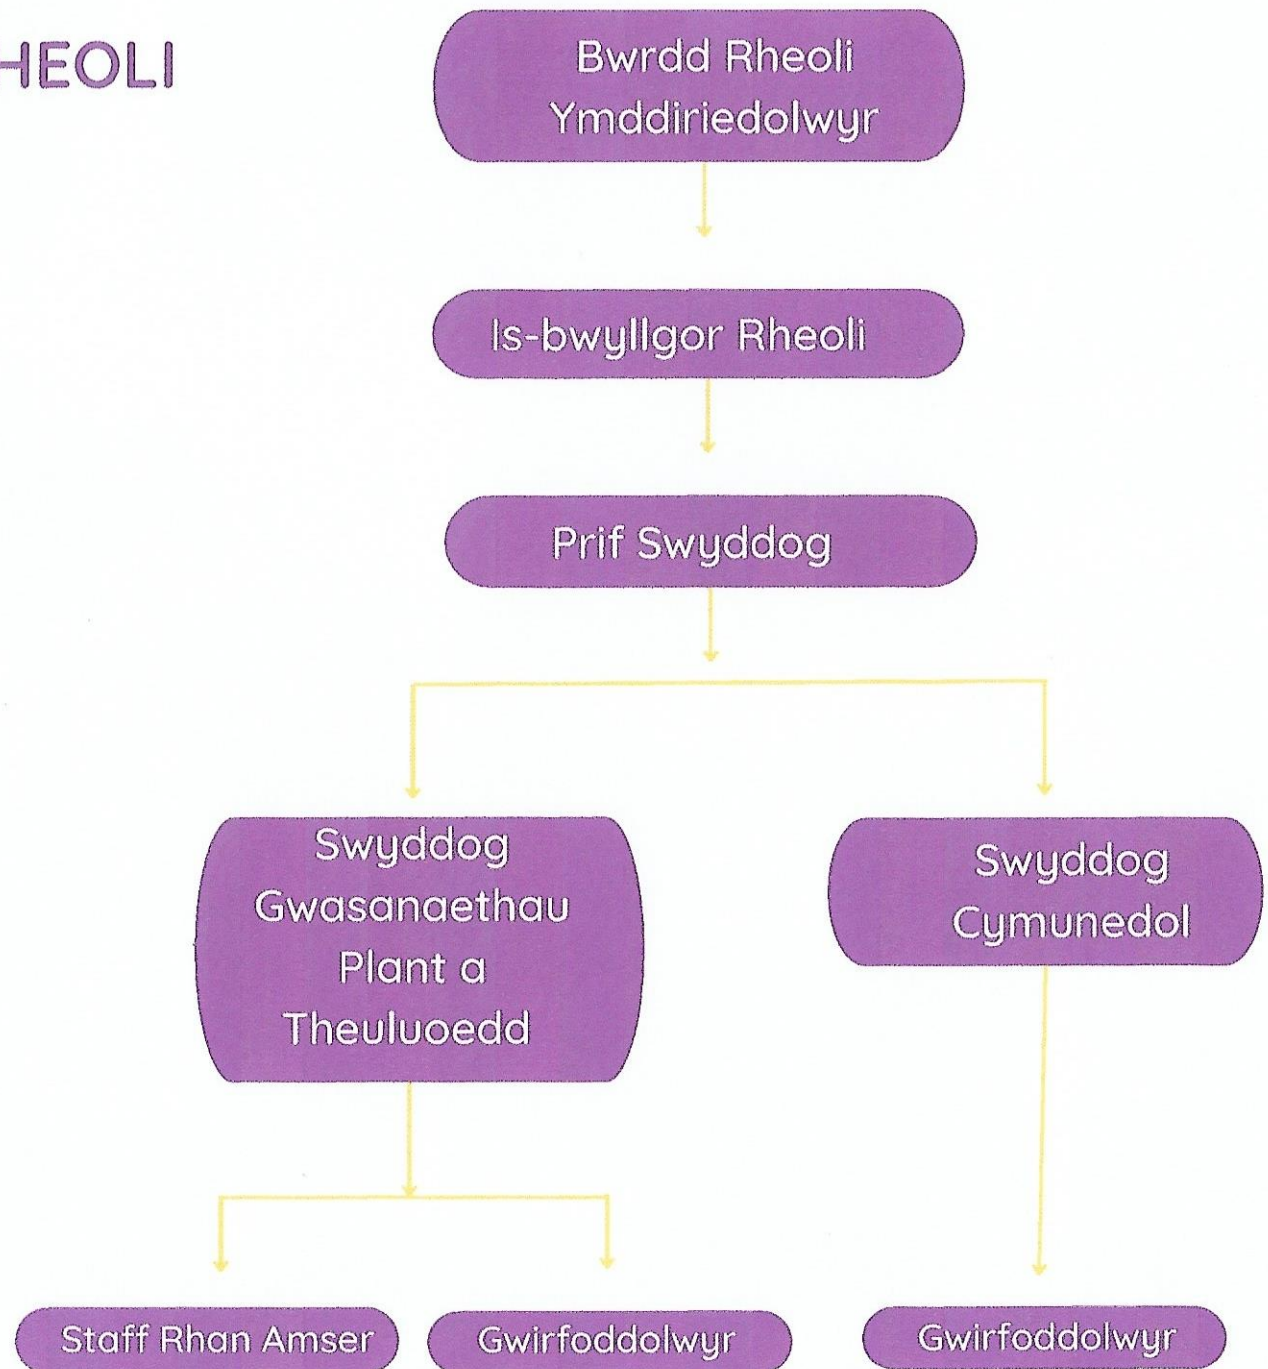 HEOLI
Bwrdd Rheoli
Ymddiriedolwyr
Is-bwyllgor Rheoli
Prif Swyddog
Swyddog
Gwasanaethau
Plant a
Theuluoedd
Swyddog
Cymunedol
Staff Rhan Amser
Gwirfoddolwyr
Gwirfoddolwyr